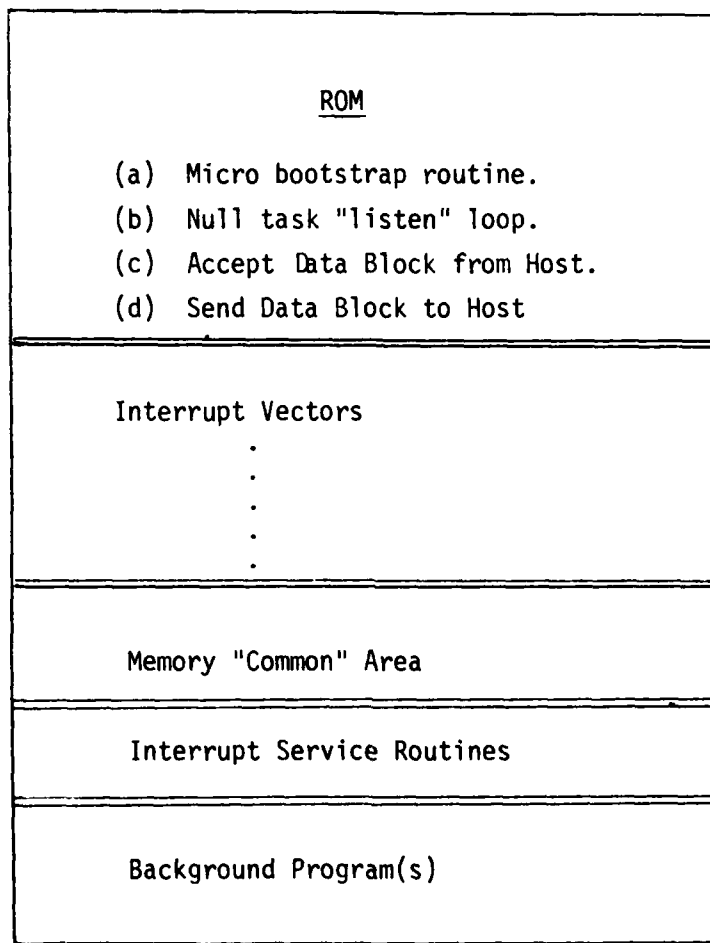 ROM
(a) Micro bootstrap routine.
(b) Null task "listen" loop.
(c) Accept Data Block from Host.
(d) Send Data Block to Host
Interrupt Vectors
.
.
.
.
.
Memory "Common" Area
Interrupt Service Routines
Background Program(s)